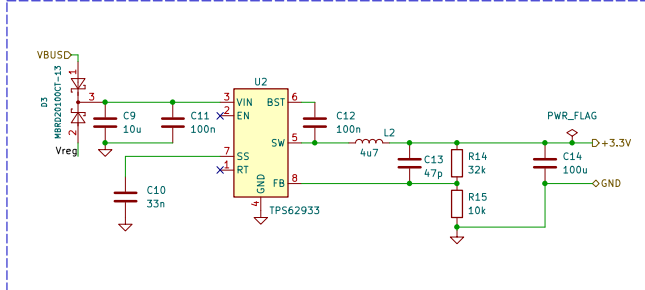 VBUS
1
D3
MBRD20100CT-13
3
2
Vreg
C9
10u
C11
100n
C10
33n
U2
3
VIN
2
EN
7
SS
1
RT
BST
6
SW
5
FB
8
GND
4
TPS62933
C12
100n
L2
4u7
C13
47p
R14
32k
R15
10k
C14
100u
PWR_FLAG
+3.3V
GND